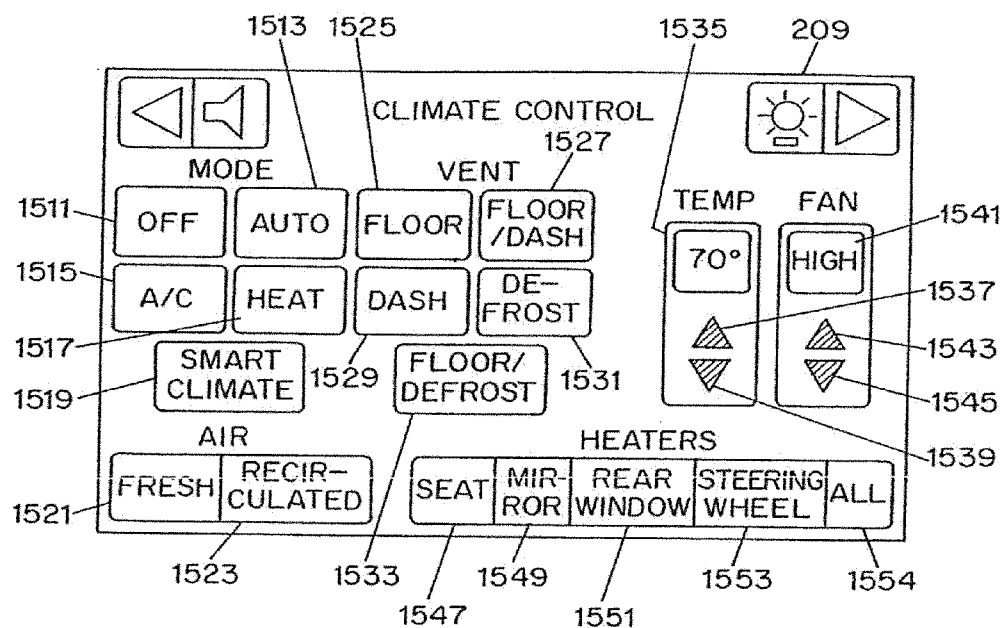 1513 1525 1535 209
CLIMATE CONTROL
1527
MODE VENT
TEMP FAN
1511 OFF AUTO FLOOR FLOOR
/DASH
70° HIGH 1541
1515 A/C HEAT DASH DE-
FROST
1537
1517 1529 1531 1543
1519 SMART
CLIMATE
FLOOR/
DEFROST
1545
1539
AIR HEATERS
1521 FRESH RECIR-
CULATED
SEAT MIR-
ROR
REAR
WINDOW
STEERING
WHEEL
ALL
1523 1533 1549 1553 1554
1547 1551